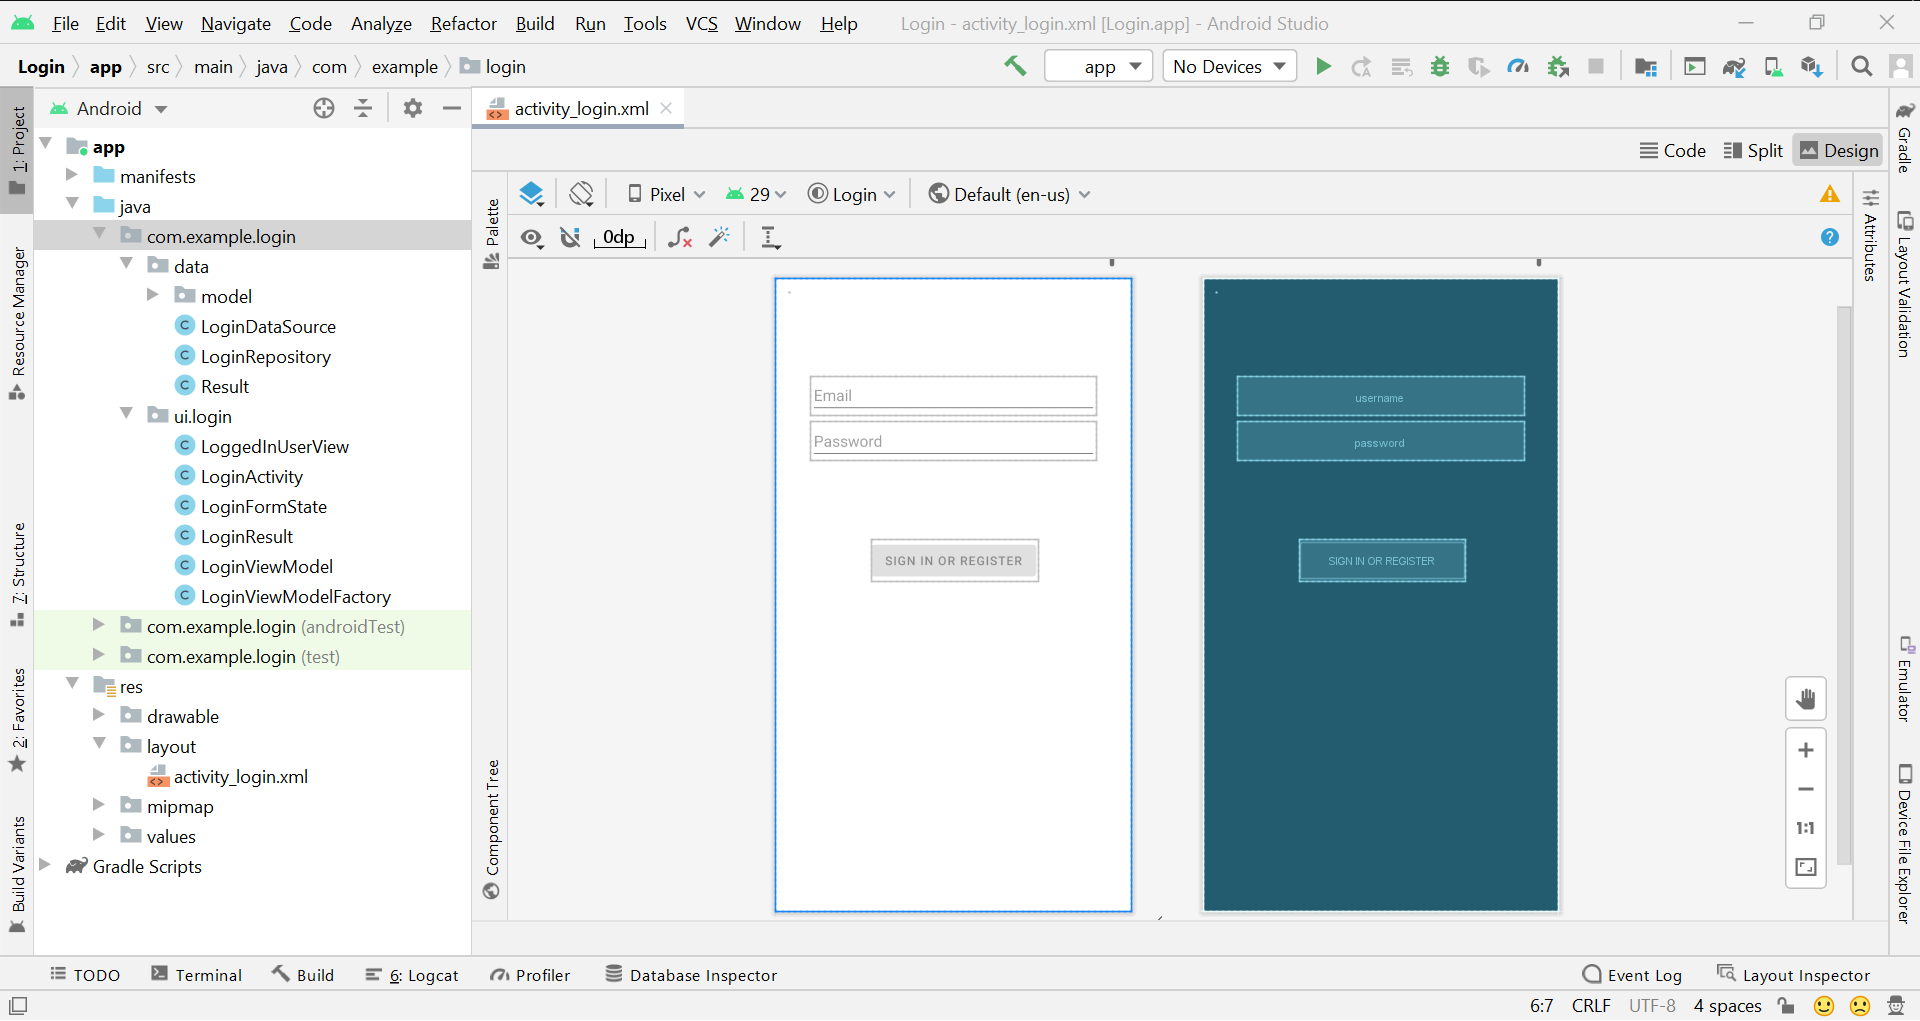 File Edit View Navigate Code Analyze Refactor Build Run Tools VCS Window Help Login - activity_login.xml [Login.app] - Android Studio
Login app src main java com example login app No Devices
Android
activity_login.xml
Code Split Design
1: Project
Resource Manager
7: Structure
2: Favorites
Build Variants
app
manifests
java
com.example.login
data
model
LoginDataSource
LoginRepository
Result
ui.login
LoggedInUserView
LoginActivity
LoginFormState
LoginResult
LoginViewModel
LoginViewModelFactory
com.example.login (androidTest)
com.example.login (test)
res
drawable
layout
activity_login.xml
mipmap
values
Gradle Scripts
Palette
Component Tree
Pixel 29 Login Default (en-us)
0dp
Email
Password
SIGN IN OR REGISTER
username
password
SIGN IN OR REGISTER
1:1
Attributes
Gradle
Layout Validation
Emulator
Device File Explorer
TODO Terminal Build 6: Logcat Profiler Database Inspector Event Log Layout Inspector
6:7 CRLF UTF-8 4 spaces